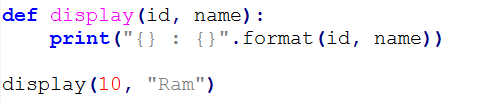 def display(id, name):
    print("{} : {}".format(id, name))
display(10, "Ram")